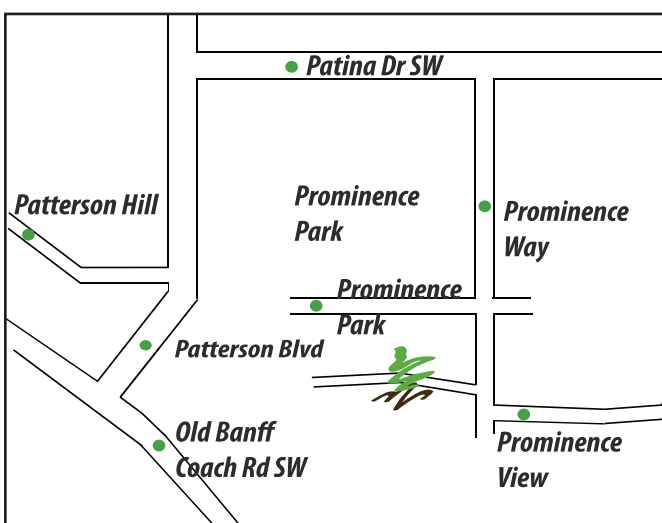 Patina Dr SW
Patterson Hill
Prominence
Park
Prominence
Way
Prominence
Park
Patterson Blvd
Old Banff
Coach Rd SW
Prominence
View